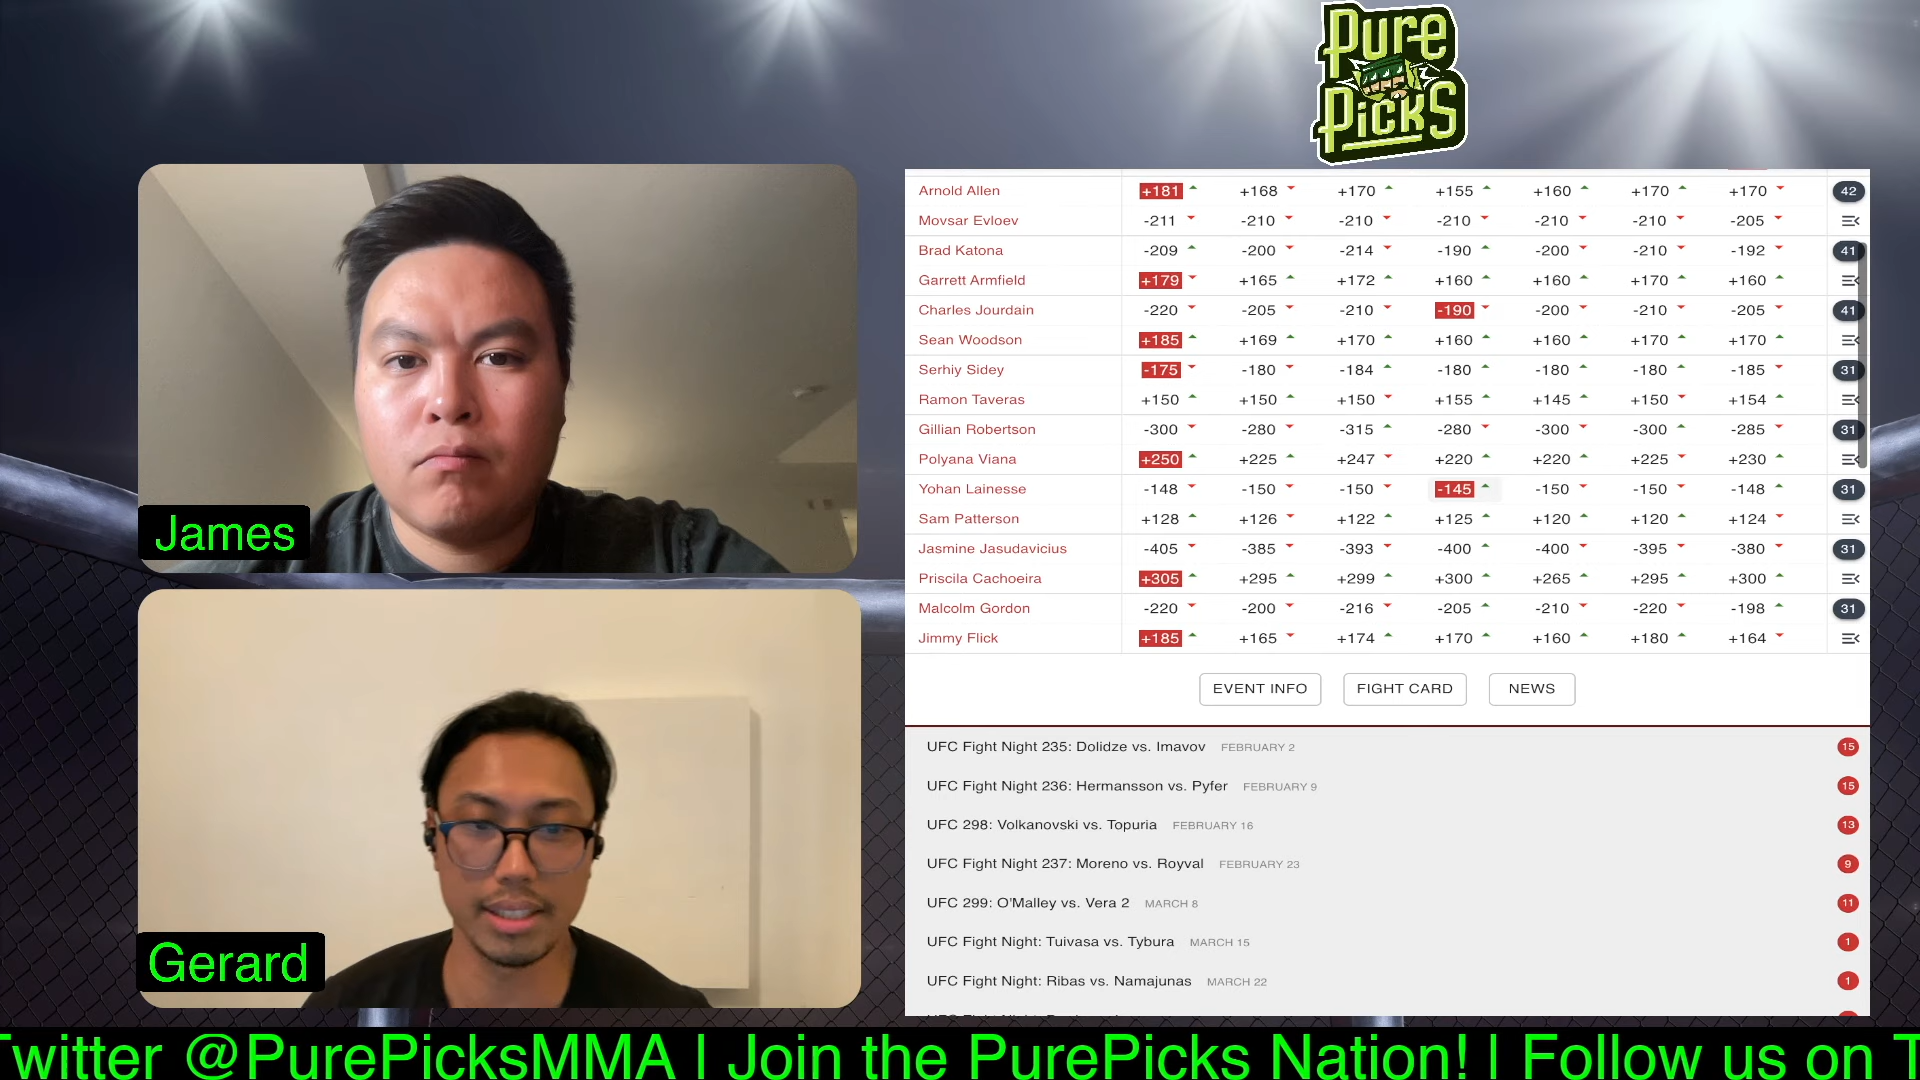 Pure
Picks
James
Gerard
Arnold Allen +181 +168 +170 +155 +160 +170 +170 42
Movsar Evloev -211 -210 -210 -210 -210 -210 -205
Brad Katona -209 -200 -214 -190 -200 -210 -192 41
Garrett Armfield +179 +165 +172 +160 +160 +170 +160
Charles Jourdain -220 -205 -210 -190 -200 -210 -205 41
Sean Woodson +185 +169 +170 +160 +160 +170 +170
Serhiy Sidey -175 -180 -184 -180 -180 -180 -185 31
Ramon Taveras +150 +150 +150 +155 +145 +150 +154
Gillian Robertson -300 -280 -315 -280 -300 -300 -285 31
Polyana Viana +250 +225 +247 +220 +220 +225 +230
Yohan Lainesse -148 -150 -150 -145 -150 -150 -148 31
Sam Patterson +128 +126 +122 +125 +120 +120 +124
Jasmine Jasudavicius -405 -385 -393 -400 -400 -395 -380 31
Priscila Cachoeira +305 +295 +299 +300 +265 +295 +300
Malcolm Gordon -220 -200 -216 -205 -210 -220 -198 31
Jimmy Flick +185 +165 +174 +170 +160 +180 +164
EVENT INFO FIGHT CARD NEWS
UFC Fight Night 235: Dolidze vs. Imavov FEBRUARY 2 15
UFC Fight Night 236: Hermansson vs. Pyfer FEBRUARY 9 15
UFC 298: Volkanovski vs. Topuria FEBRUARY 16 13
UFC Fight Night 237: Moreno vs. Royval FEBRUARY 23 9
UFC 299: O'Malley vs. Vera 2 MARCH 8 11
UFC Fight Night: Tuivasa vs. Tybura MARCH 15 1
UFC Fight Night: Ribas vs. Namajunas MARCH 22 1
Twitter @PurePicksMMA | Join the PurePicks Nation! | Follow us on T